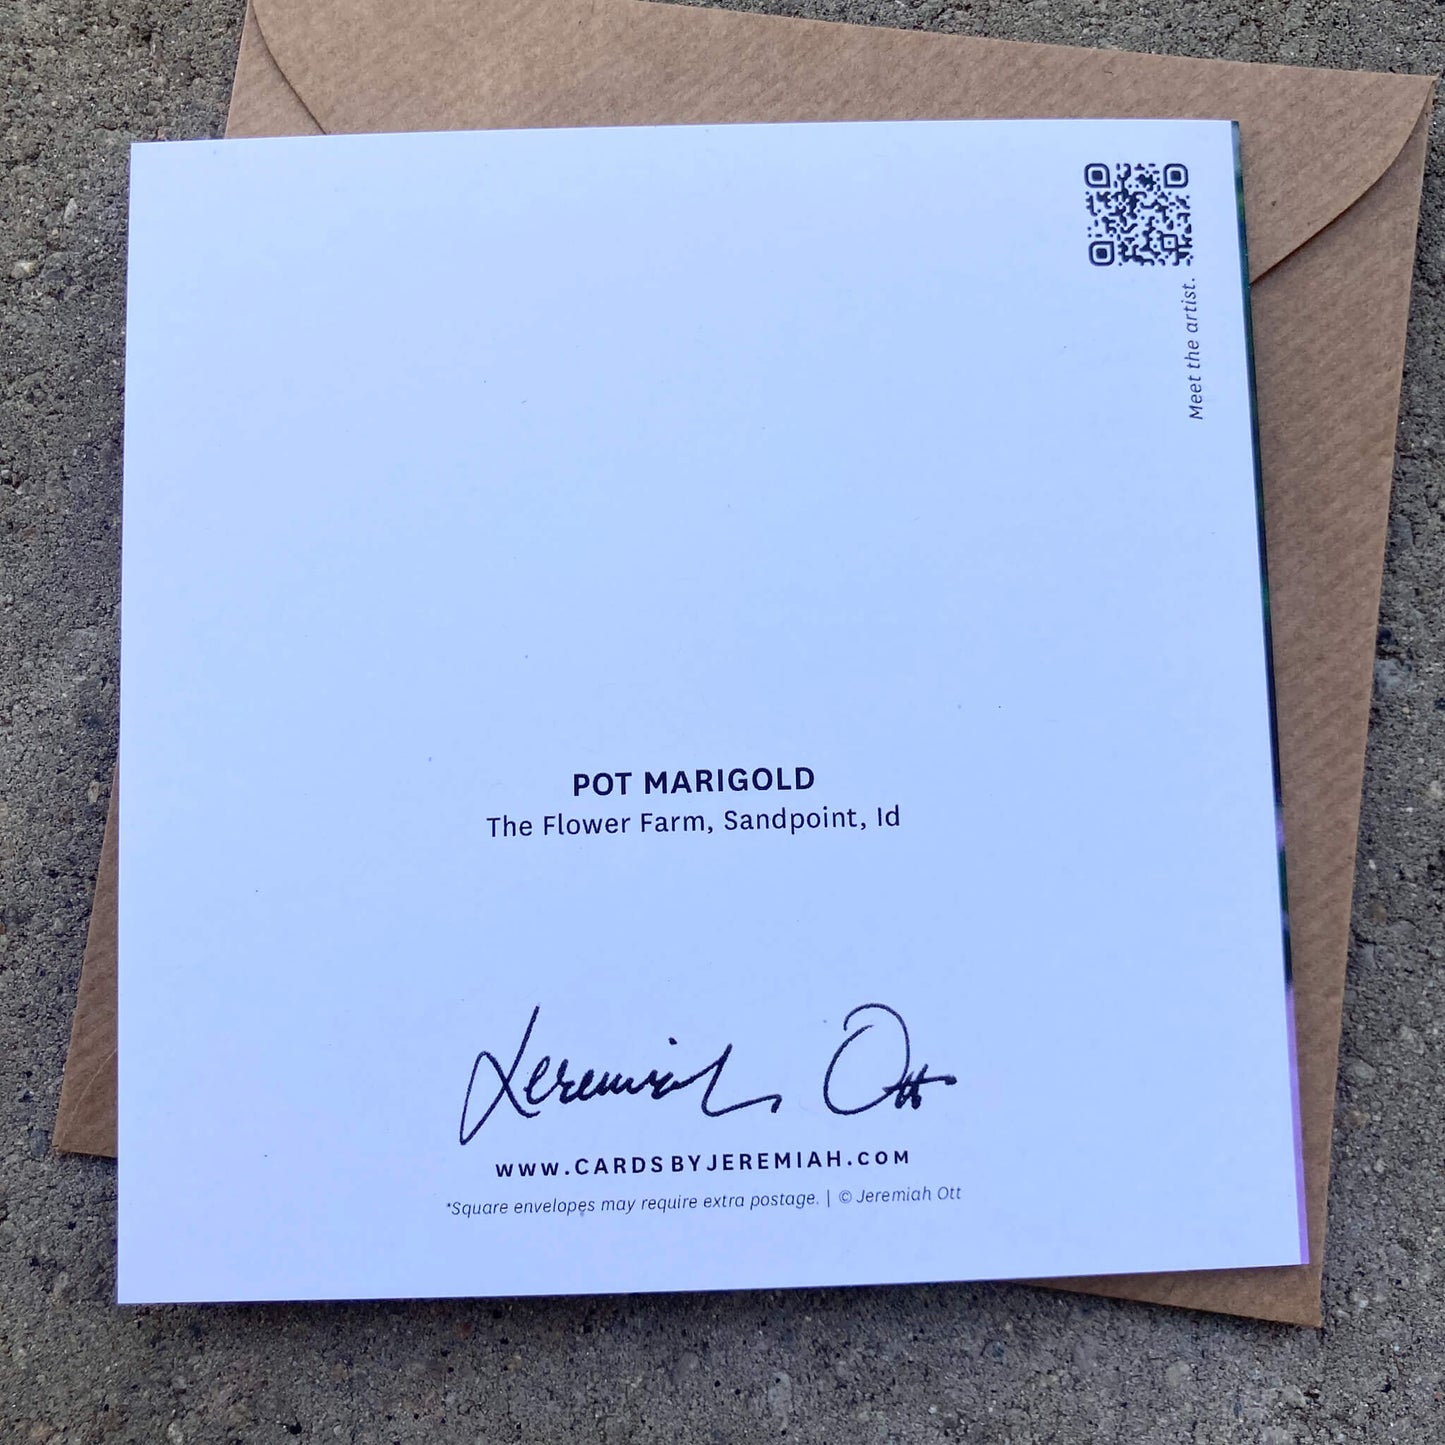 Meet the artist.
POT MARIGOLD
The Flower Farm, Sandpoint, Id
Jeremiah Ott
WWW.CARDSBYJEREMIAH.COM
*Square envelopes may require extra postage. | © Jeremiah Ott